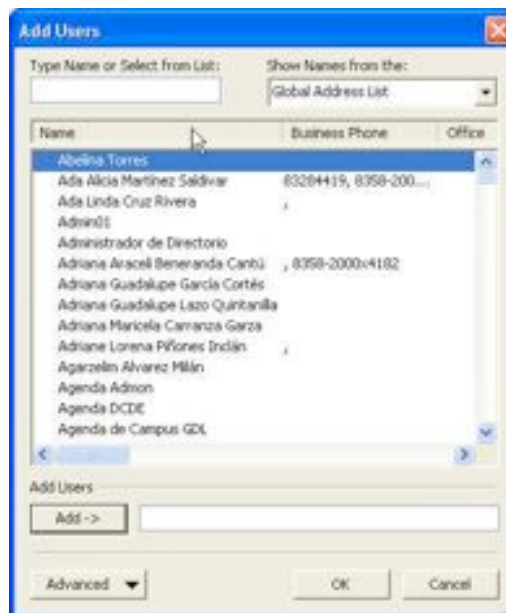 Add Users
Type Name or Select from List: Show Names from the:
Global Address List
Name Business Phone Office
Abelina Torres
Ada Alicia Martinez Saldivar 83284419, 8358-200....
Ada Linda Cruz Rivera ,
Admin01
Administrador de Directorio
Adriana Araceli Beneranda Cantú , 8358-2000x4182
Adriana Guadalupe García Cortés
Adriana Guadalupe Lazo Quintanilla
Adriana Maricela Carranza Garza
Adriane Lorena Piñones Inclán ,
Agarzelim Alvarez Milán
Agenda Admon
Agenda DCDE
Agenda de Campus GDL
Add Users
Add ->
Advanced OK Cancel